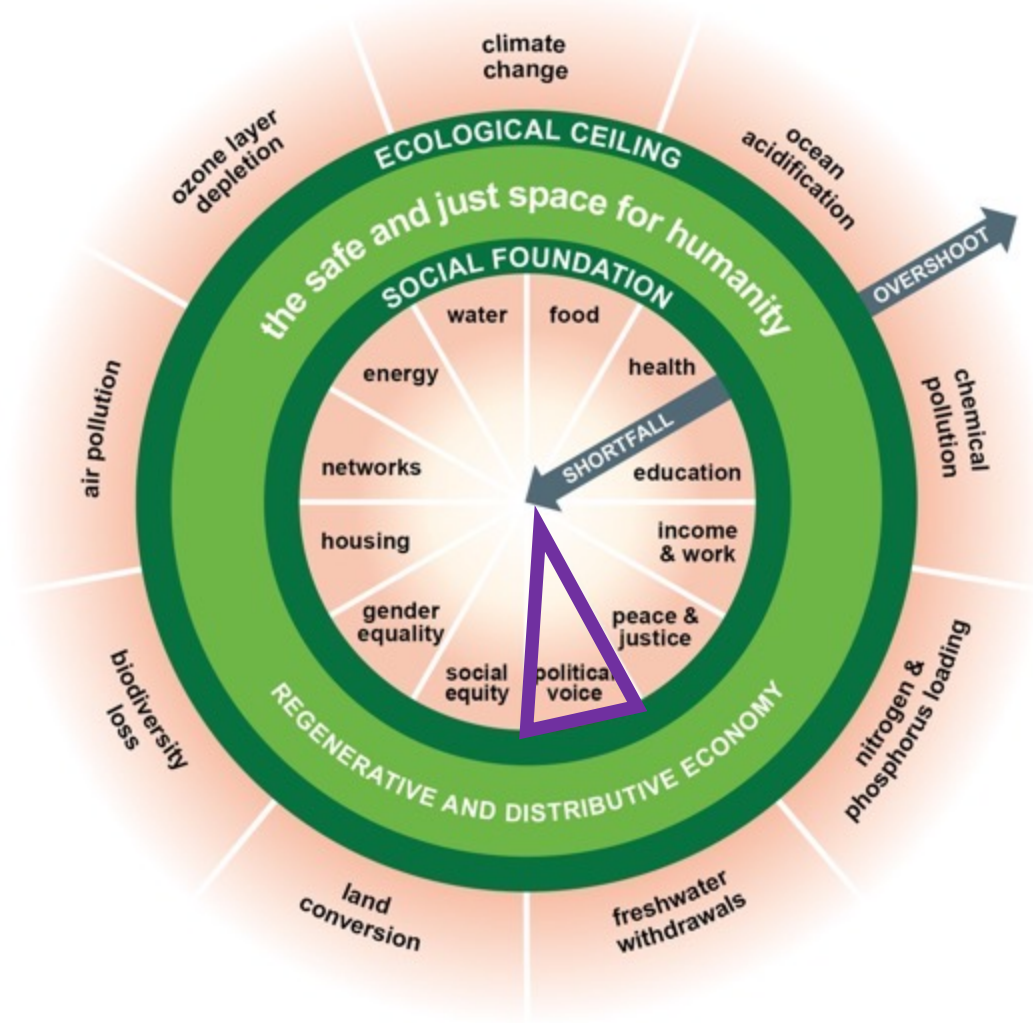 climate
change
ozone layer
depletion
ocean
acidification
ECOLOGICAL CEILING
the safe and just space for humanity
SOCIAL FOUNDATION
OVERSHOOT
water
food
energy
health
SHORTFALL
air pollution
chemical
pollution
networks
education
housing
income
& work
gender
equality
peace &
justice
social
equity
political
voice
biodiversity
loss
nitrogen &
phosphorus loading
REGENERATIVE AND DISTRIBUTIVE ECONOMY
land
conversion
freshwater
withdrawals